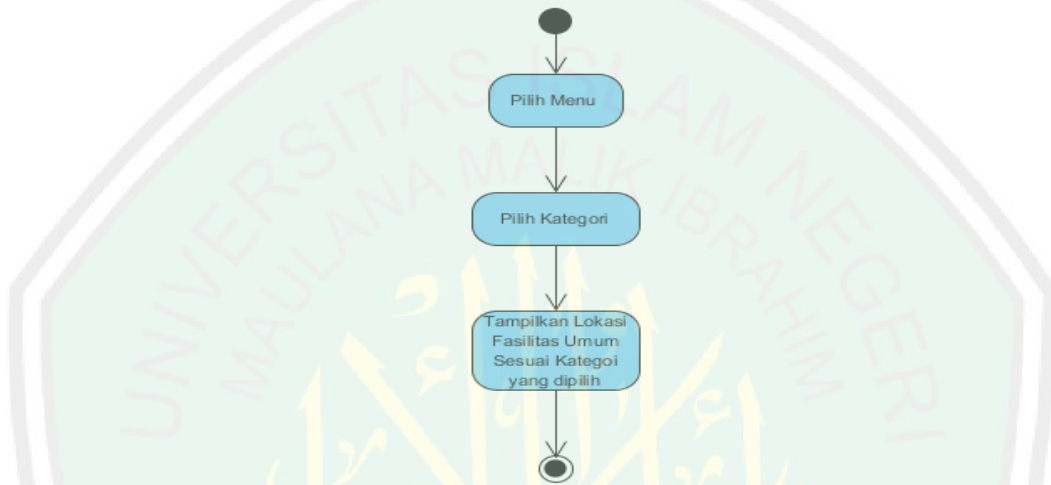 UNIVERSITAS ISLAM NEGERI
MAULANA MALIK IBRAHIM
Pilih Menu
Pilih Kategori
Tampilkan Lokasi
Fasilitas Umum
Sesuai Kategoi
yang dipilih